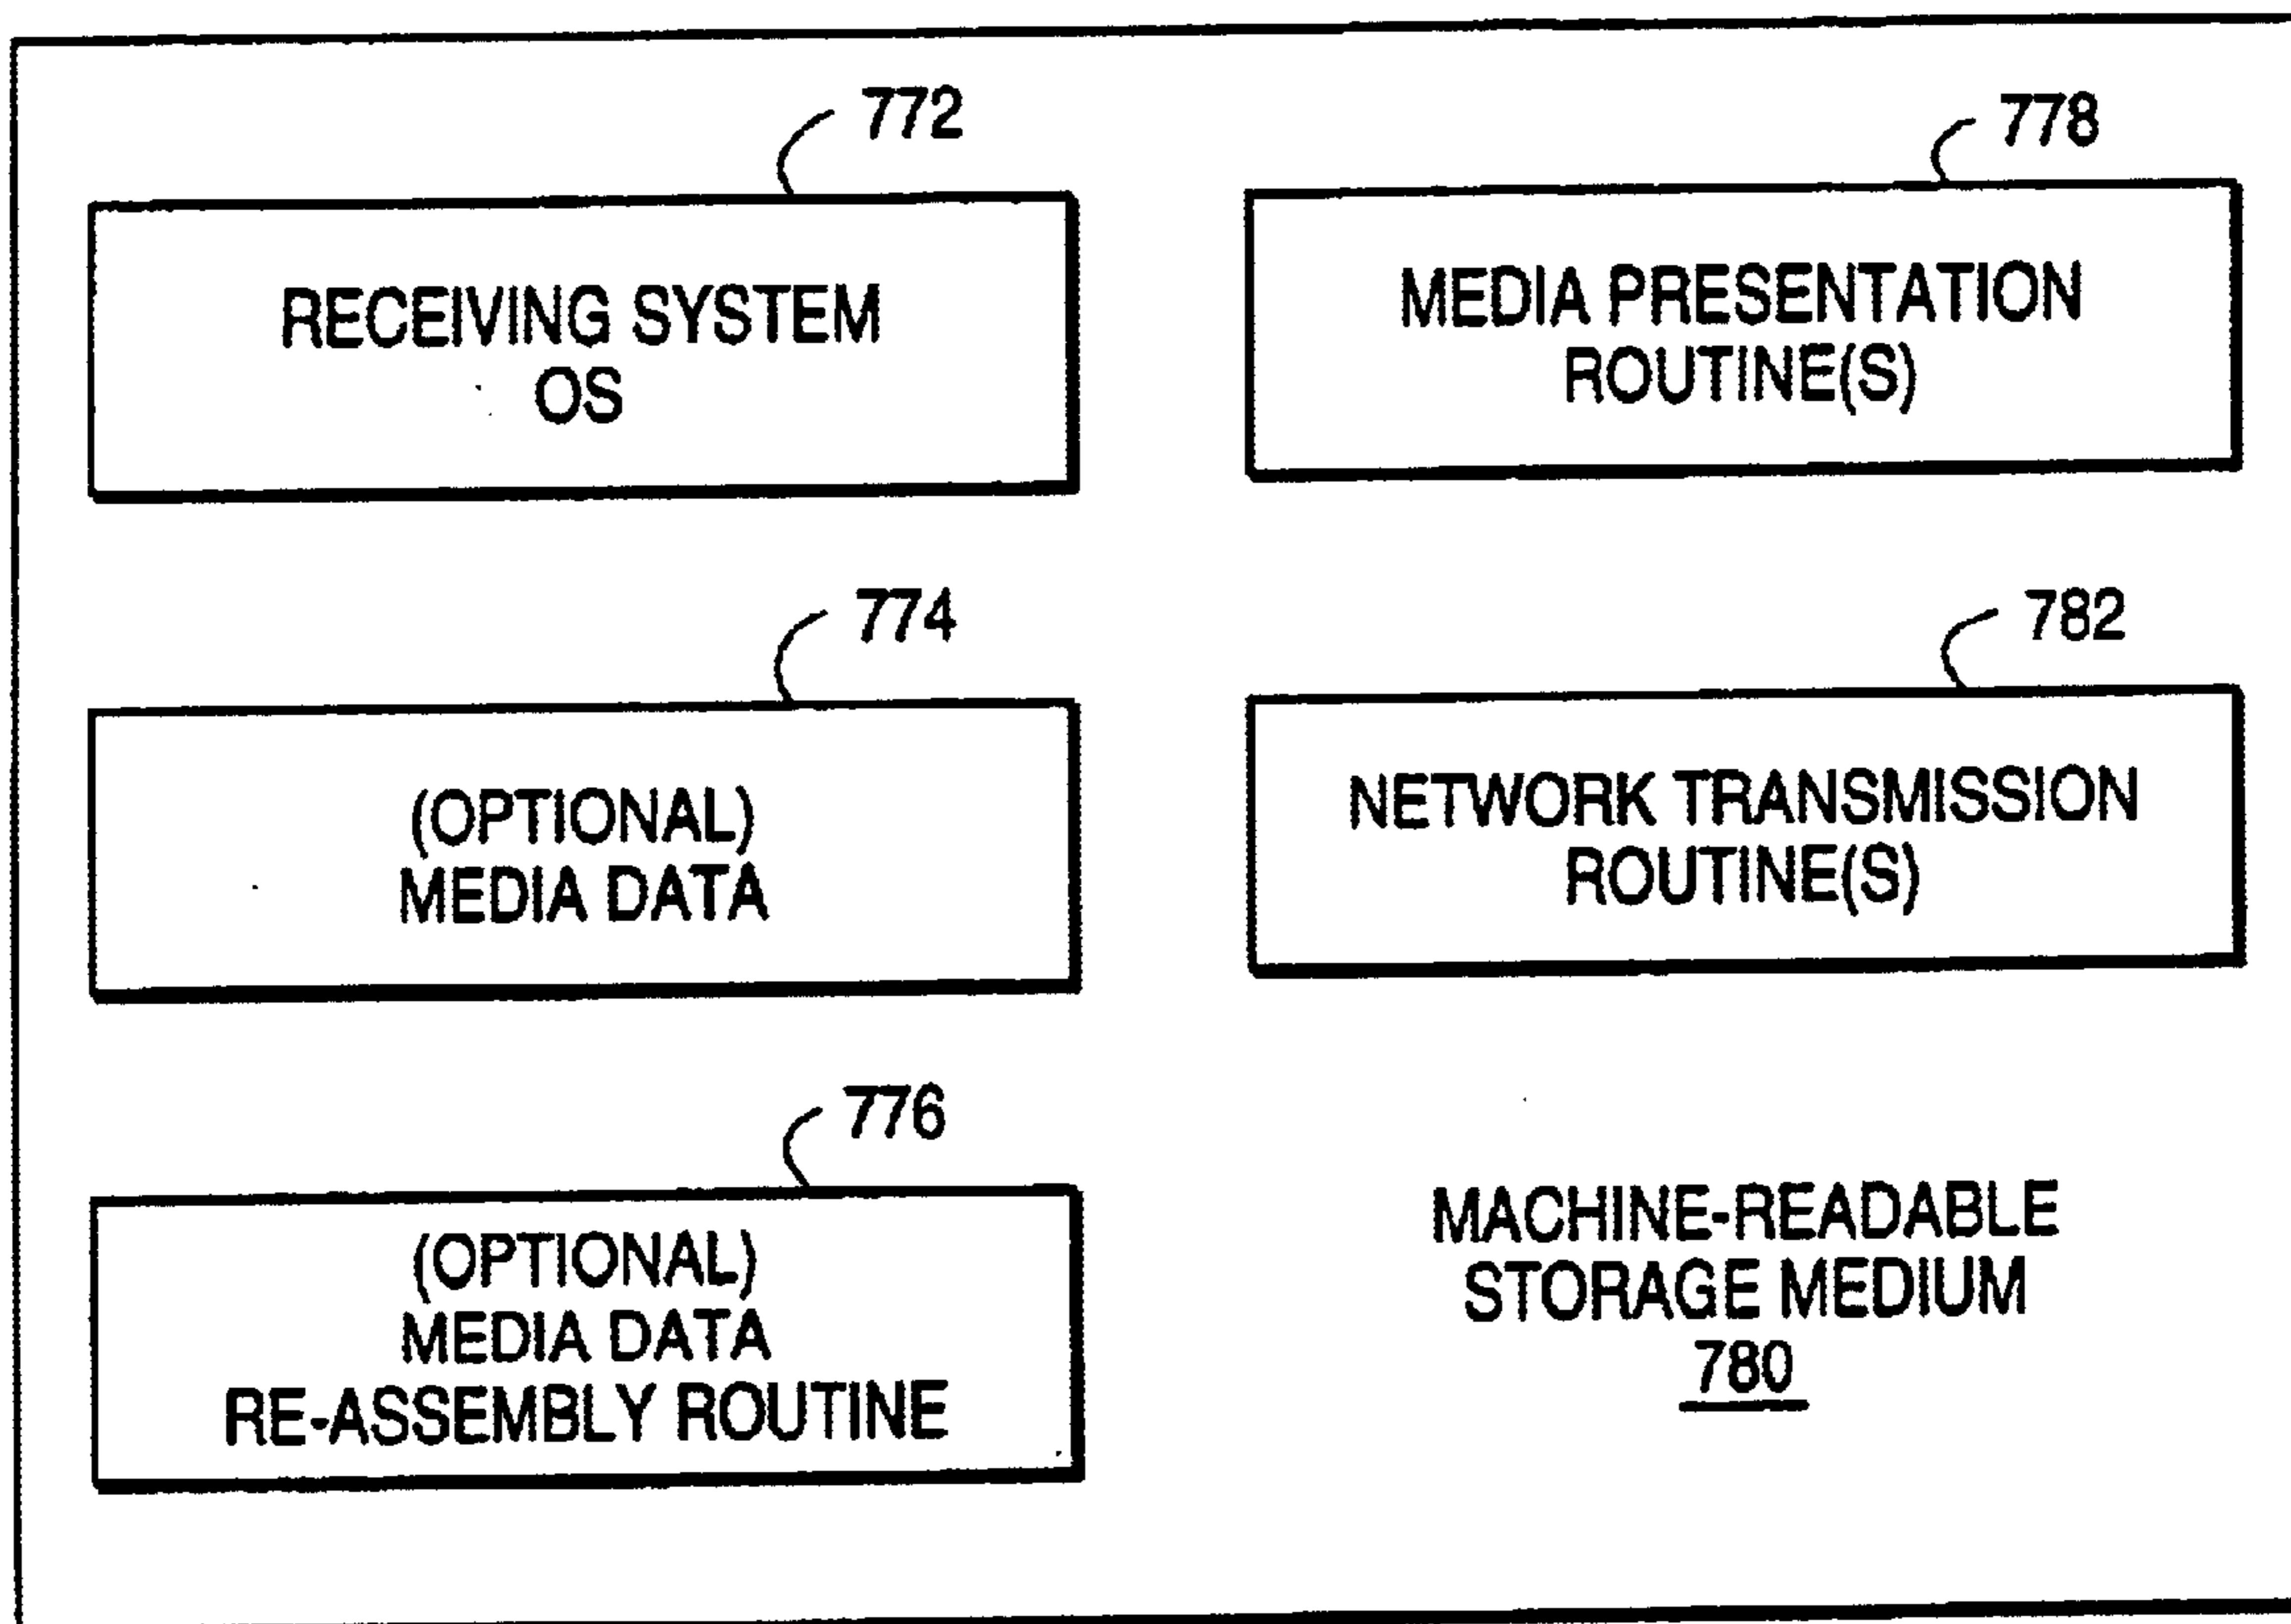 772
RECEIVING SYSTEM
OS
778
MEDIA PRESENTATION
ROUTINE(S)
774
(OPTIONAL)
MEDIA DATA
782
NETWORK TRANSMISSION
ROUTINE(S)
776
(OPTIONAL)
MEDIA DATA
RE-ASSEMBLY ROUTINE
MACHINE-READABLE
STORAGE MEDIUM
780